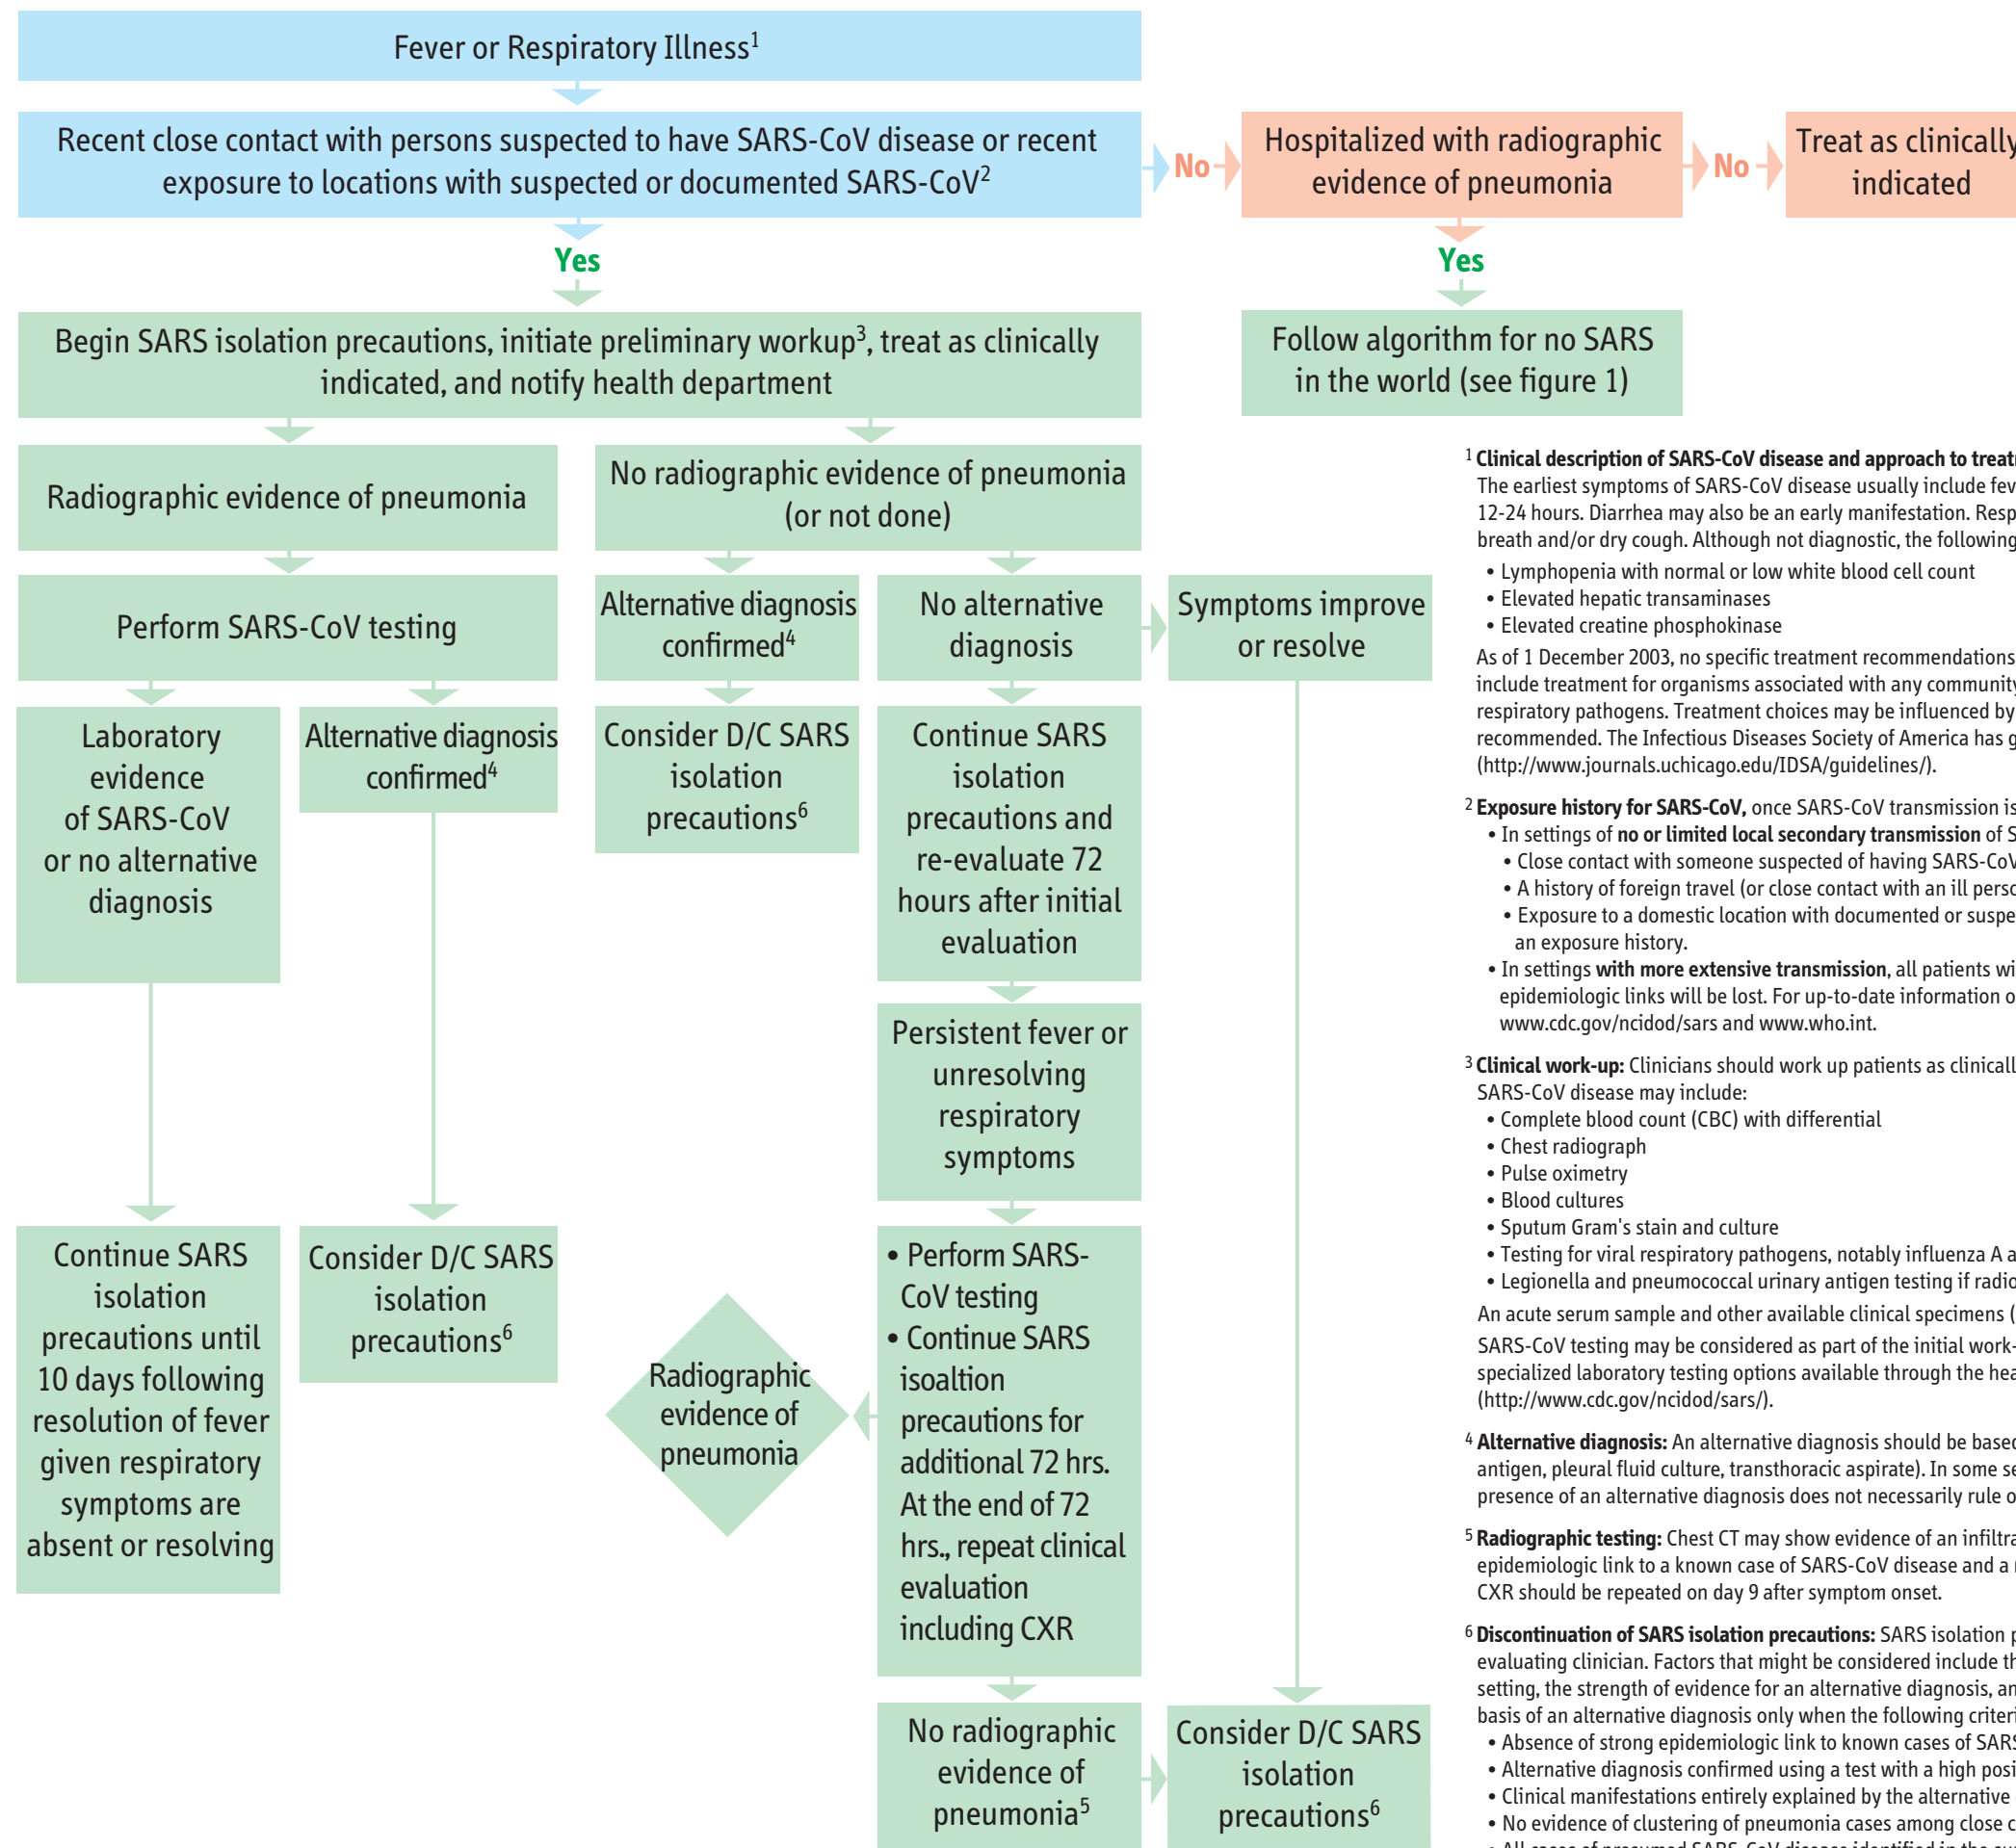 Fever or Respiratory Illness1
Recent close contact with persons suspected to have SARS-CoV disease or recent
exposure to locations with suspected or documented SARS-CoV2
No
Hospitalized with radiographic
evidence of pneumonia
No
Treat as clinically
indicated
Yes
Yes
Begin SARS isolation precautions, initiate preliminary workup3, treat as clinically
indicated, and notify health department
Follow algorithm for no SARS
in the world (see figure 1)
Radiographic evidence of pneumonia
No radiographic evidence of pneumonia
(or not done)
Perform SARS-CoV testing
Alternative diagnosis
confirmed4
No alternative
diagnosis
Symptoms improve
or resolve
Laboratory
evidence
of SARS-CoV
or no alternative
diagnosis
Alternative diagnosis
confirmed4
Consider D/C SARS
isolation
precautions6
Continue SARS
isolation
precautions and
re-evaluate 72
hours after initial
evaluation
Persistent fever or
unresolving
respiratory
symptoms
Continue SARS
isolation
precautions until
10 days following
resolution of fever
given respiratory
symptoms are
absent or resolving
Consider D/C SARS
isolation
precautions6
Radiographic
evidence of
pneumonia
• Perform SARS-
CoV testing
• Continue SARS
isoaltion
precautions for
additional 72 hrs.
At the end of 72
hrs., repeat clinical
evaluation
including CXR
No radiographic
evidence of
pneumonia5
Consider D/C SARS
isolation
precautions6
1 Clinical description of SARS-CoV disease and approach to
The earliest symptoms of SARS-CoV disease usually include
12-24 hours. Diarrhea may also be an early manifestation.
breath and/or dry cough. Although not diagnostic, the following
• Lymphopenia with normal or low white blood cell count
• Elevated hepatic transaminases
• Elevated creatine phosphokinase
As of 1 December 2003, no specific treatment recommendations
include treatment for organisms associated with any community
respiratory pathogens. Treatment choices may be influenced by
recommended. The Infectious Diseases Society of America has
(http://www.journals.uchicago.edu/IDSA/guidelines/).
2 Exposure history for SARS-CoV, once SARS-CoV transmission is
• In settings of no or limited local secondary transmission of
• Close contact with someone suspected of having SARS-CoV
• A history of foreign travel (or close contact with an ill
• Exposure to a domestic location with documented or
an exposure history.
• In settings with more extensive transmission, all patients
epidemiologic links will be lost. For up-to-date information
www.cdc.gov/ncidod/sars and www.who.int.
3 Clinical work-up: Clinicians should work up patients as
SARS-CoV disease may include:
• Complete blood count (CBC) with differential
• Chest radiograph
• Pulse oximetry
• Blood cultures
• Sputum Gram's stain and culture
• Testing for viral respiratory pathogens, notably influenza A
• Legionella and pneumococcal urinary antigen testing if
An acute serum sample and other available clinical specimens (
SARS-CoV testing may be considered as part of the initial work-
specialized laboratory testing options available through the
(http://www.cdc.gov/ncidod/sars/).
4 Alternative diagnosis: An alternative diagnosis should be
antigen, pleural fluid culture, transthoracic aspirate). In some
presence of an alternative diagnosis does not necessarily rule
5 Radiographic testing: Chest CT may show evidence of an
epidemiologic link to a known case of SARS-CoV disease and a
CXR should be repeated on day 9 after symptom onset.
6 Discontinuation of SARS isolation precautions: SARS isolation
evaluating clinician. Factors that might be considered include
setting, the strength of evidence for an alternative diagnosis,
basis of an alternative diagnosis only when the following
• Absence of strong epidemiologic link to known cases of
• Alternative diagnosis confirmed using a test with a high
• Clinical manifestations entirely explained by the alternative
• No evidence of clustering of pneumonia cases among close